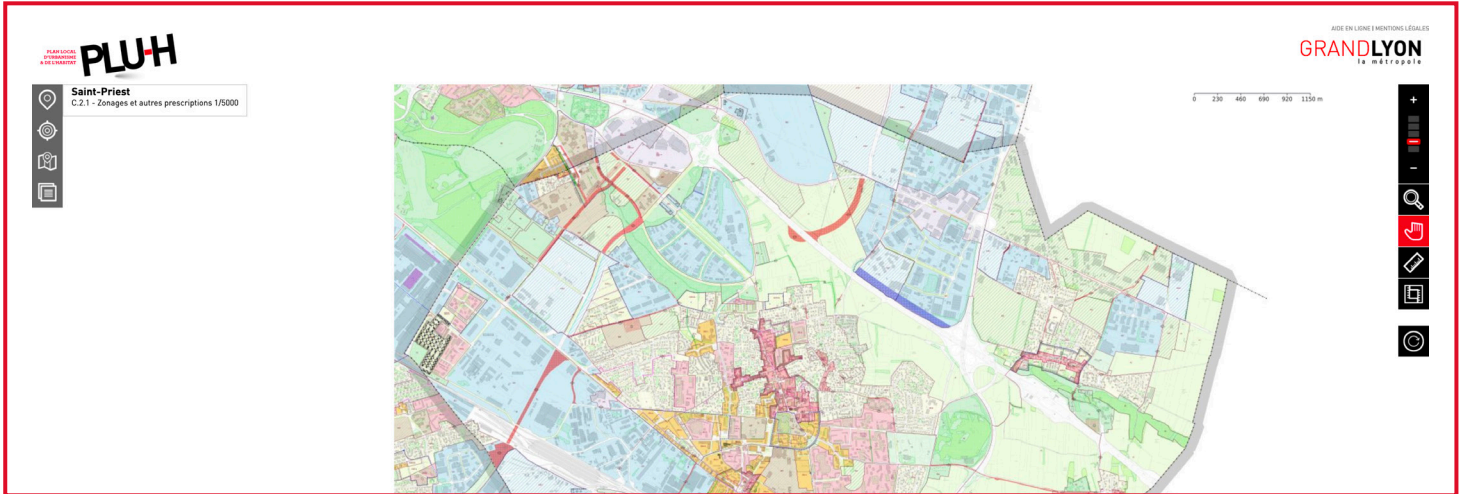 PLAN LOCAL
D'URBANISME
& DE L'HABITAT
PLU-H
AIDE EN LIGNE I MENTIONS LÉGALES
GRANDLYON
la métropole
Saint-Priest
C.2.1 - Zonages et autres prescriptions 1/5000
0 230 460 690 920 1150 m
+
-